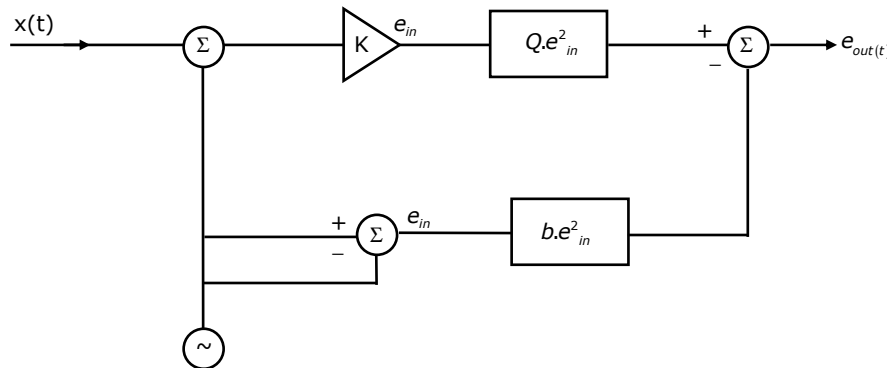 x(t)
Σ
K
e_in
Q.e²_in
+
−
Σ
e_out(t)
+
−
Σ
e_in
b.e²_in
~